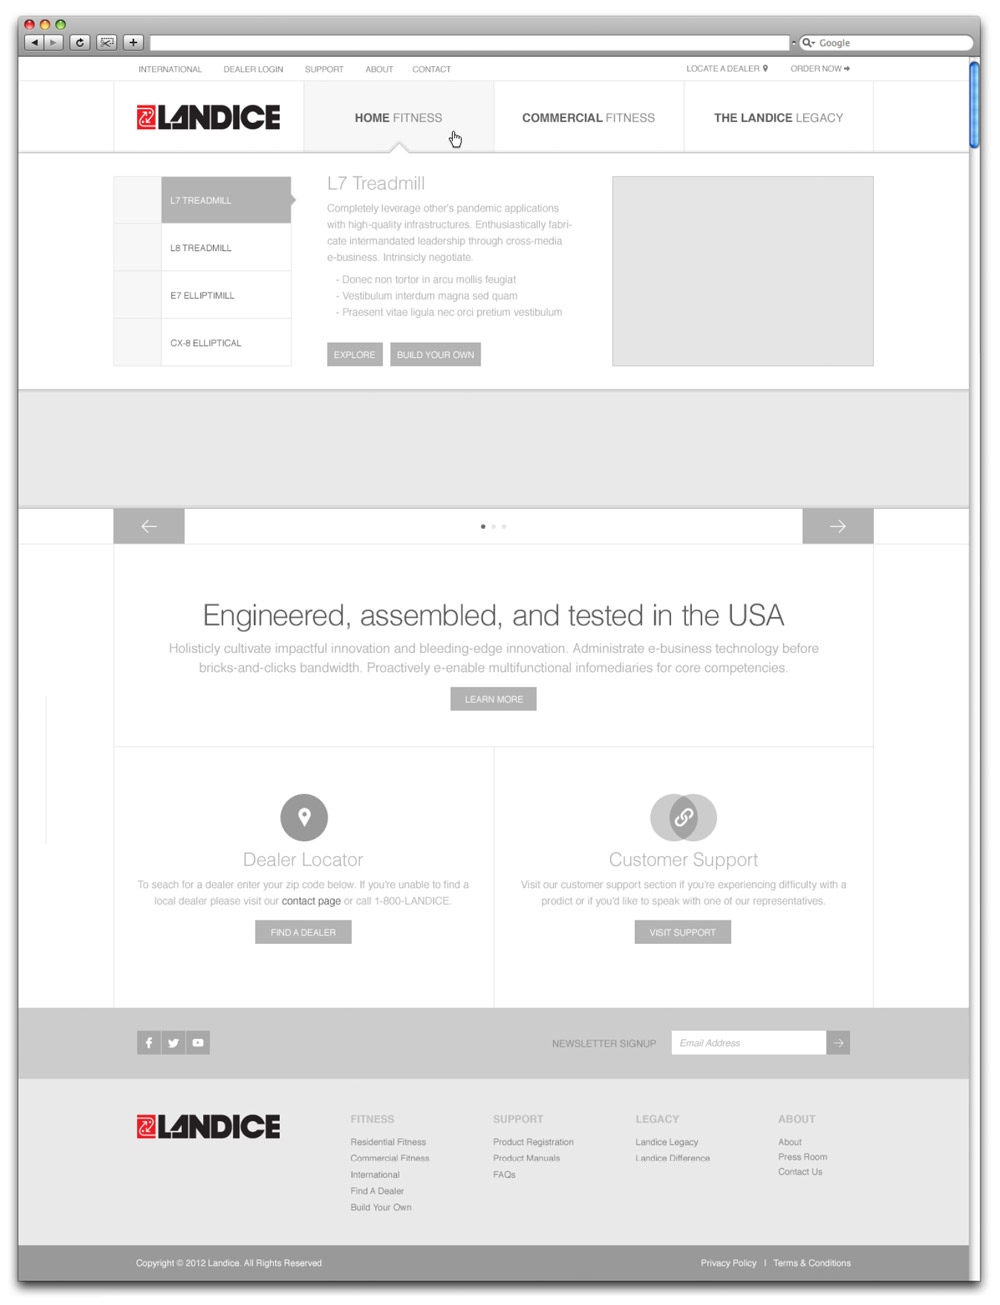 Google
INTERNATIONAL DEALER LOGIN SUPPORT ABOUT CONTACT LOCATE A DEALER ORDER NOW
LANDICE HOME FITNESS COMMERCIAL FITNESS THE LANDICE LEGACY
L7 TREADMILL
L8 TREADMILL
E7 ELLIPTIMILL
CX-8 ELLIPTICAL
L7 Treadmill
Completely leverage other's pandemic applications
with high-quality infrastructures. Enthusiastically fabri-
cate intermandated leadership through cross-media
e-business. Intrinsicly negotiate.
- Donec non tortor in arcu mollis feugiat
- Vestibulum interdum magna sed quam
- Praesent vitae ligula nec orci pretium vestibulum
EXPLORE BUILD YOUR OWN
Engineered, assembled, and tested in the USA
Holisticly cultivate impactful innovation and bleeding-edge innovation. Administrate e-business technology before
bricks-and-clicks bandwidth. Proactively e-enable multifunctional infomediaries for core competencies.
LEARN MORE
Dealer Locator
To seach for a dealer enter your zip code below. If you're unable to find a
local dealer please visit our contact page or call 1-800-LANDICE.
FIND A DEALER
Customer Support
Visit our customer support section if you're experiencing difficulty with a
prodict or if you'd like to speak with one of our representatives.
VISIT SUPPORT
NEWSLETTER SIGNUP Email Address
LANDICE
FITNESS
Residential Fitness
Commercial Fitness
International
Find A Dealer
Build Your Own
SUPPORT
Product Registration
Product Manuals
FAQs
LEGACY
Landice Legacy
Landice Difference
ABOUT
About
Press Room
Contact Us
Copyright © 2012 Landice. All Rights Reserved Privacy Policy | Terms & Conditions